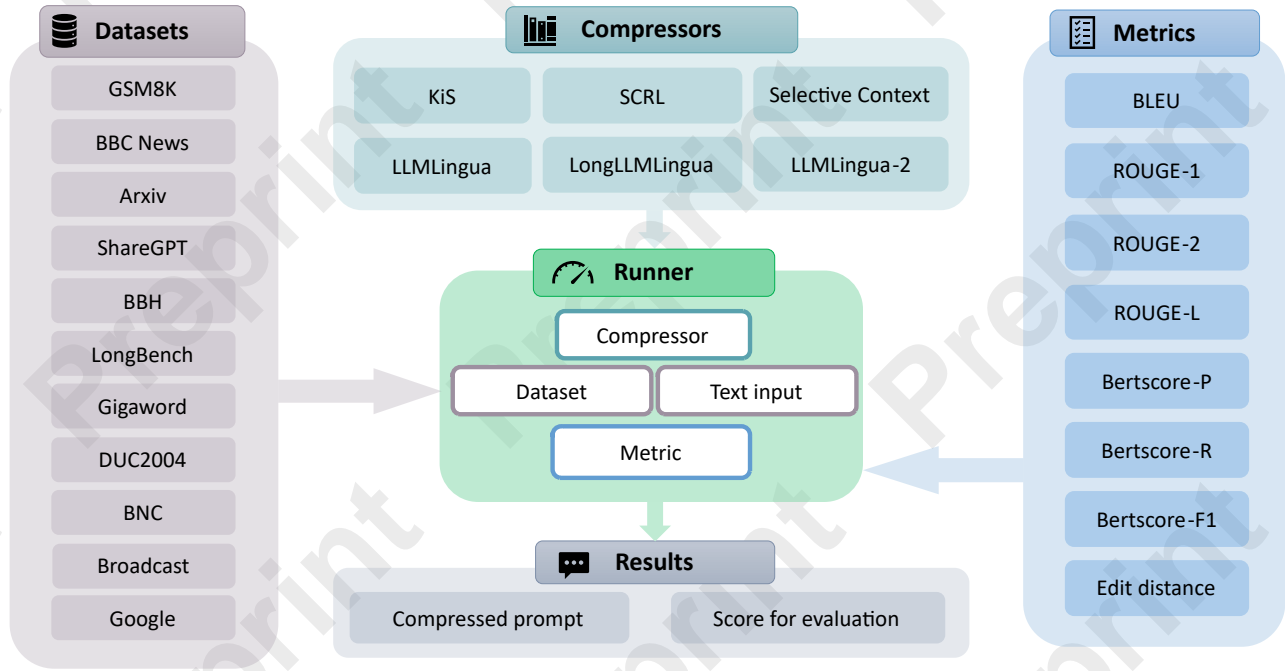 Datasets
GSM8K
BBC News
Arxiv
ShareGPT
BBH
LongBench
Gigaword
DUC2004
BNC
Broadcast
Google
Compressors
KiS
SCRL
Selective Context
LLMLingua
LongLLMLingua
LLMLingua-2
Runner
Compressor
Dataset
Text input
Metric
Results
Compressed prompt
Score for evaluation
Metrics
BLEU
ROUGE-1
ROUGE-2
ROUGE-L
Bertscore-P
Bertscore-R
Bertscore-F1
Edit distance
Preprint
Preprint
Preprint